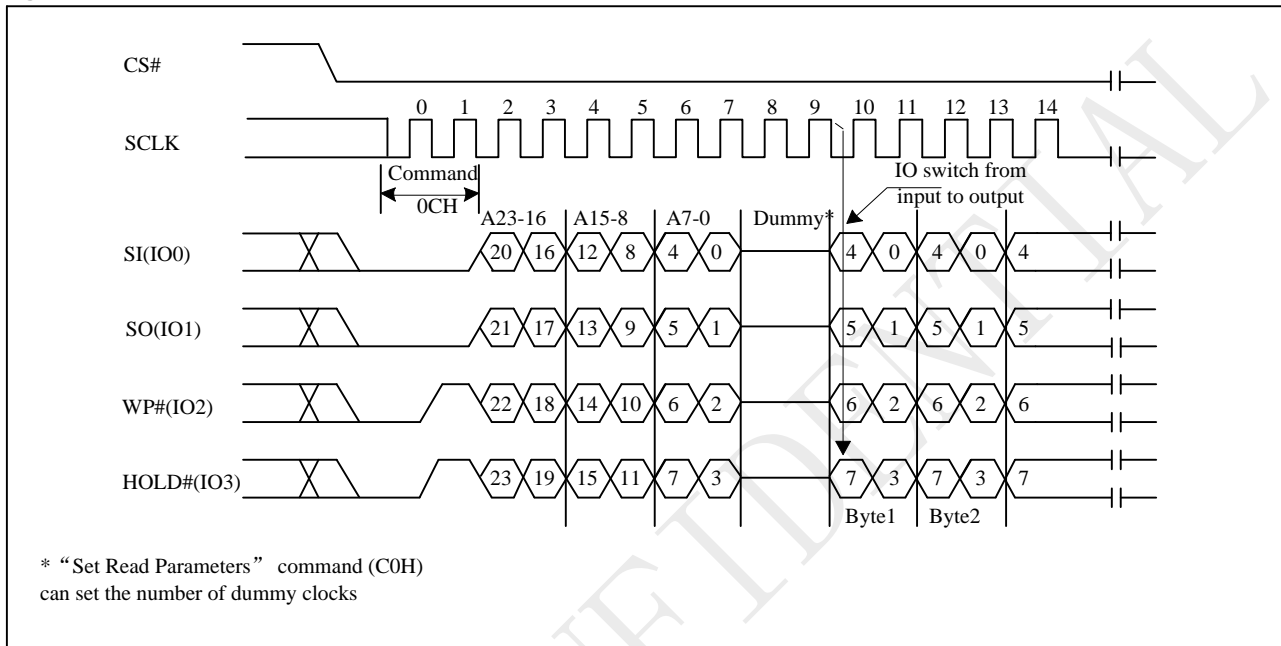 CS#
0 1 2 3 4 5 6 7 8 9 10 11 12 13 14
SCLK
Command
0CH
IO switch from
input to output
A23-16 A15-8 A7-0 Dummy*
SI(IO0) 20 16 12 8 4 0 4 0 4 0 4
SO(IO1) 21 17 13 9 5 1 5 1 5 1 5
WP#(IO2) 22 18 14 10 6 2 6 2 6 2 6
HOLD#(IO3) 23 19 15 11 7 3 7 3 7 3 7
Byte1 Byte2
* “Set Read Parameters” command (C0H)
can set the number of dummy clocks